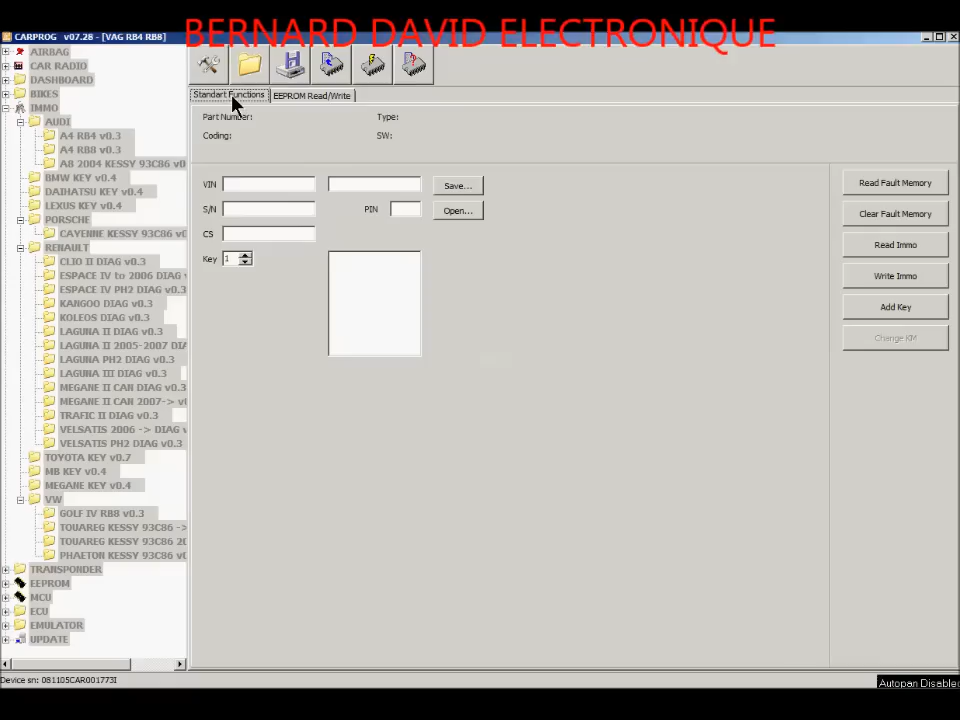 BERNARD DAVID ELECTRONIQUE
CARPROG v07.28 - [VAG RB4 RB8]
AIRBAG
CAR RADIO
DASHBOARD
BIKES
IMMO
AUDI
A4 RB4 v0.3
A4 RB8 v0.3
A8 2004 KESSY 93C86 v0
BMW KEY v0.4
DAIHATSU KEY v0.4
LEXUS KEY v0.4
PORSCHE
CAYENNE KESSY 93C86 v0
RENAULT
CLIO II DIAG v0.3
ESPACE IV to 2006 DIAG v
ESPACE IV PH2 DIAG v0.3
KANGOO DIAG v0.3
KOLEOS DIAG v0.3
LAGUNA II DIAG v0.3
LAGUNA II 2005-2007 DIA
LAGUNA PH2 DIAG v0.3
LAGUNA III DIAG v0.3
MEGANE II CAN DIAG v0.3
MEGANE II CAN 2007-> v
TRAFIC II DIAG v0.3
VELSATIS 2006 -> DIAG v
VELSATIS PH2 DIAG v0.3
TOYOTA KEY v0.7
MB KEY v0.4
MEGANE KEY v0.4
VW
GOLF IV RB8 v0.3
TOUAREG KESSY 93C86 ->
TOUAREG KESSY 93C86 2
PHAETON KESSY 93C86 v0
TRANSPONDER
EEPROM
MCU
ECU
EMULATOR
UPDATE
Standart Functions
EEPROM Read/Write
Part Number:
Type:
Coding:
SW:
VIN
Save...
S/N
PIN
Open...
CS
Key 1
Read Fault Memory
Clear Fault Memory
Read Immo
Write Immo
Add Key
Change KM
Device sn: 081105CAR001773I
Autopan Disabled